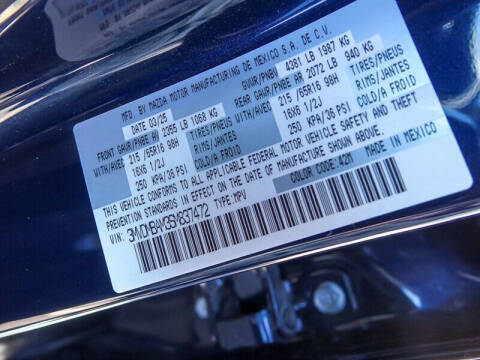 MFD. BY MAZDA MOTOR MANUFACTURING DE MEXICO S.A. DE C.V.
DATE 03/25 GVWR/PNBV 4381 LB 1987 KG
FRONT GAWR/PNBE AV 2355 LB 1068 KG REAR GAWR/PNBE AR 2072 LB 940 KG
WITH/AVEC 215/65R16 98H TIRES/PNEUS WITH/AVEC 215/65R16 98H TIRES/PNEUS
16X6 1/2J RIMS/JANTES 16X6 1/2J RIMS/JANTES
250 KPA/36 PSI COLD/A FROID 250 KPA/36 PSI COLD/A FROID
THIS VEHICLE CONFORMS TO ALL APPLICABLE FEDERAL MOTOR VEHICLE SAFETY AND THEFT
PREVENTION STANDARDS IN EFFECT ON THE DATE OF MANUFACTURE SHOWN ABOVE.
VIN: TYPE: MPV COLOR CODE: 42M MADE IN MEXICO